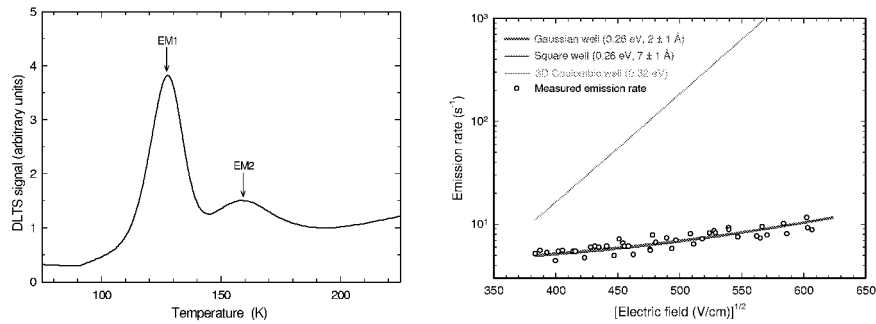 EM1
EM2
5
4
3
2
1
0
DLTS signal (arbitrary units)
100
150
200
Temperature (K)
Gaussian well (0.26 eV, 2 ± 1 Å)
Square well (0.26 eV, 7 ± 1 Å)
3D Coulombic well (0.32 eV)
Measured emission rate
10³
10²
10¹
Emission rate (s⁻¹)
350
400
450
500
550
600
650
[Electric field (V/cm)]¹/²